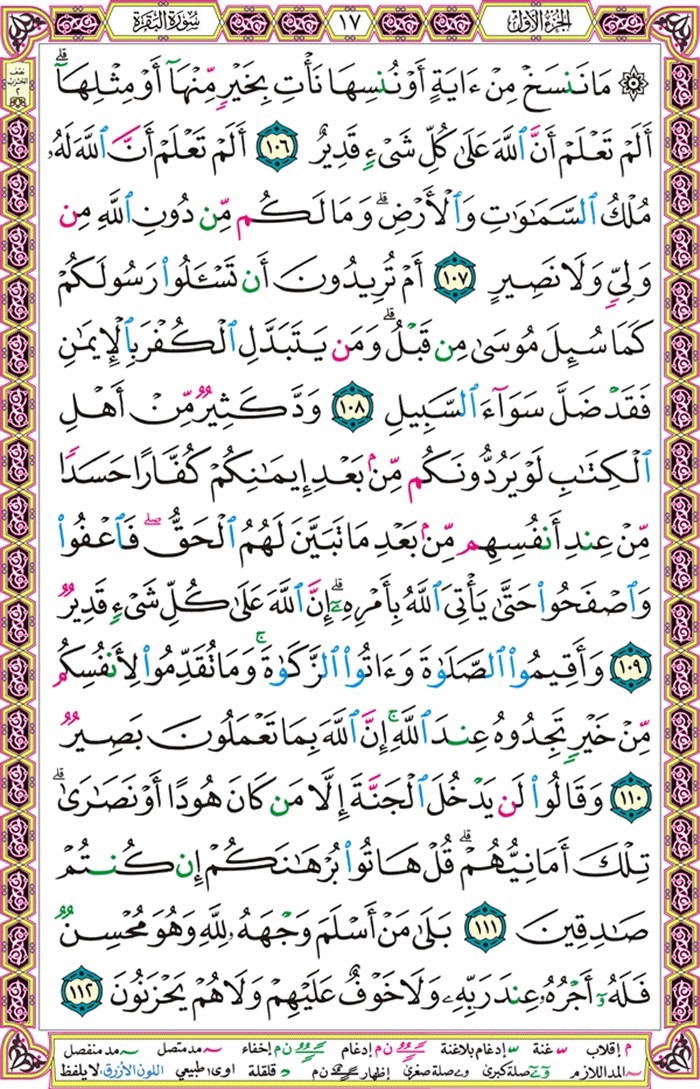 الجزء الأول ١٧ سورة البقرة
نصف الحزب ٢
۞ مَا نَنسَخْ مِنْ ءَايَةٍ أَوْ نُنسِهَا نَأْتِ بِخَيْرٍ مِّنْهَآ أَوْ مِثْلِهَآ ۗ
أَلَمْ تَعْلَمْ أَنَّ ٱللَّهَ عَلَىٰ كُلِّ شَىْءٍ قَدِيرٌ ١٠٦ أَلَمْ تَعْلَمْ أَنَّ ٱللَّهَ لَهُۥ
مُلْكُ ٱلسَّمَـٰوَٰتِ وَٱلْأَرْضِ ۗ وَمَا لَكُم مِّن دُونِ ٱللَّهِ مِن
وَلِىٍّ وَلَا نَصِيرٍ ١٠٧ أَمْ تُرِيدُونَ أَن تَسْـَٔلُوا۟ رَسُولَكُمْ
كَمَا سُئِلَ مُوسَىٰ مِن قَبْلُ ۗ وَمَن يَتَبَدَّلِ ٱلْكُفْرَ بِٱلْإِيمَـٰنِ
فَقَدْ ضَلَّ سَوَآءَ ٱلسَّبِيلِ ١٠٨ وَدَّ كَثِيرٌ مِّنْ أَهْلِ
ٱلْكِتَـٰبِ لَوْ يَرُدُّونَكُم مِّنۢ بَعْدِ إِيمَـٰنِكُمْ كُفَّارًا حَسَدًا
مِّنْ عِندِ أَنفُسِهِم مِّنۢ بَعْدِ مَا تَبَيَّنَ لَهُمُ ٱلْحَقُّ ۖ فَٱعْفُوا۟
وَٱصْفَحُوا۟ حَتَّىٰ يَأْتِىَ ٱللَّهُ بِأَمْرِهِۦٓ ۗ إِنَّ ٱللَّهَ عَلَىٰ كُلِّ شَىْءٍ قَدِيرٌ
١٠٩ وَأَقِيمُوا۟ ٱلصَّلَوٰةَ وَءَاتُوا۟ ٱلزَّكَوٰةَ ۚ وَمَا تُقَدِّمُوا۟ لِأَنفُسِكُم
مِّنْ خَيْرٍ تَجِدُوهُ عِندَ ٱللَّهِ ۗ إِنَّ ٱللَّهَ بِمَا تَعْمَلُونَ بَصِيرٌ
١١٠ وَقَالُوا۟ لَن يَدْخُلَ ٱلْجَنَّةَ إِلَّا مَن كَانَ هُودًا أَوْ نَصَـٰرَىٰ ۗ
تِلْكَ أَمَانِيُّهُمْ ۗ قُلْ هَاتُوا۟ بُرْهَـٰنَكُمْ إِن كُنتُمْ
صَـٰدِقِينَ ١١١ بَلَىٰ مَنْ أَسْلَمَ وَجْهَهُۥ لِلَّهِ وَهُوَ مُحْسِنٌ
فَلَهُۥٓ أَجْرُهُۥ عِندَ رَبِّهِۦ وَلَا خَوْفٌ عَلَيْهِمْ وَلَا هُمْ يَحْزَنُونَ ١١٢
م إقلاب غنة إدغام بلاغنة ن م إدغام ن م إخفاء مد متصل مد منفصل
المد اللازم صلة كبرى صلة صغرى إظهار ن م قلقلة اوى: طبيعي اللون الأزرق: لا يلفظ